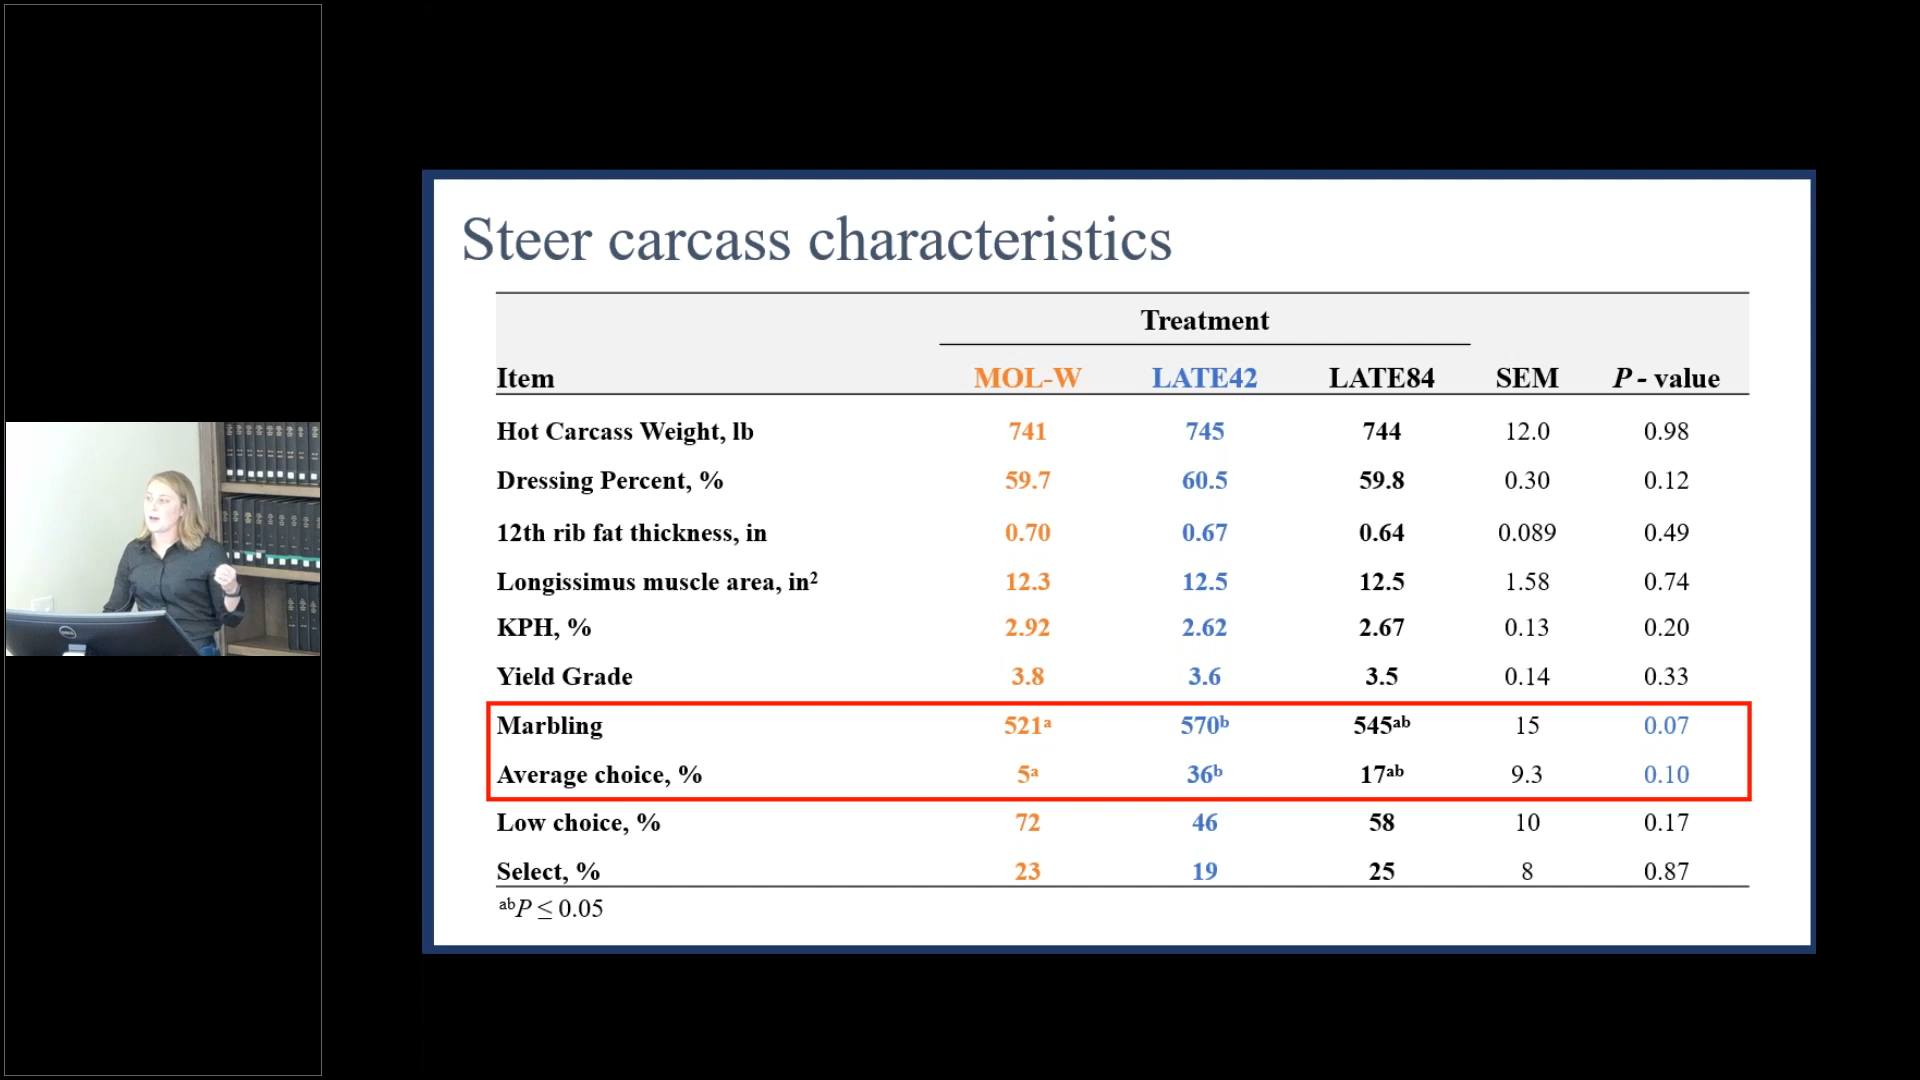 Steer carcass characteristics
Treatment
Item MOL-W LATE42 LATE84 SEM P - value
Hot Carcass Weight, lb 741 745 744 12.0 0.98
Dressing Percent, % 59.7 60.5 59.8 0.30 0.12
12th rib fat thickness, in 0.70 0.67 0.64 0.089 0.49
Longissimus muscle area, in² 12.3 12.5 12.5 1.58 0.74
KPH, % 2.92 2.62 2.67 0.13 0.20
Yield Grade 3.8 3.6 3.5 0.14 0.33
Marbling 521ᵃ 570ᵇ 545ᵃᵇ 15 0.07
Average choice, % 5ᵃ 36ᵇ 17ᵃᵇ 9.3 0.10
Low choice, % 72 46 58 10 0.17
Select, % 23 19 25 8 0.87
ᵃᵇP ≤ 0.05
DELL